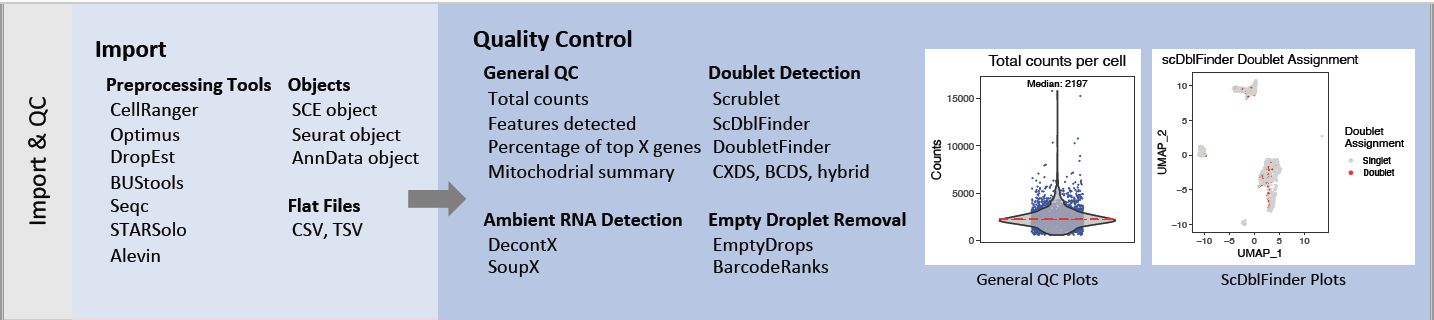 Import & QC
Import
Preprocessing Tools
CellRanger
Optimus
DropEst
BUStools
Seqc
STARSolo
Alevin
Objects
SCE object
Seurat object
AnnData object
Flat Files
CSV, TSV
Quality Control
General QC
Total counts
Features detected
Percentage of top X genes
Mitochodrial summary
Ambient RNA Detection
DecontX
SoupX
Doublet Detection
Scrublet
ScDblFinder
DoubletFinder
CXDS, BCDS, hybrid
Empty Droplet Removal
EmptyDrops
BarcodeRanks
Total counts per cell
Median: 2197
15000
10000
5000
0
Counts
General QC Plots
scDblFinder Doublet Assignment
10
5
0
−5
−10
UMAP_2
−10
−5
0
5
10
UMAP_1
Doublet
Assignment
Singlet
Doublet
ScDblFinder Plots